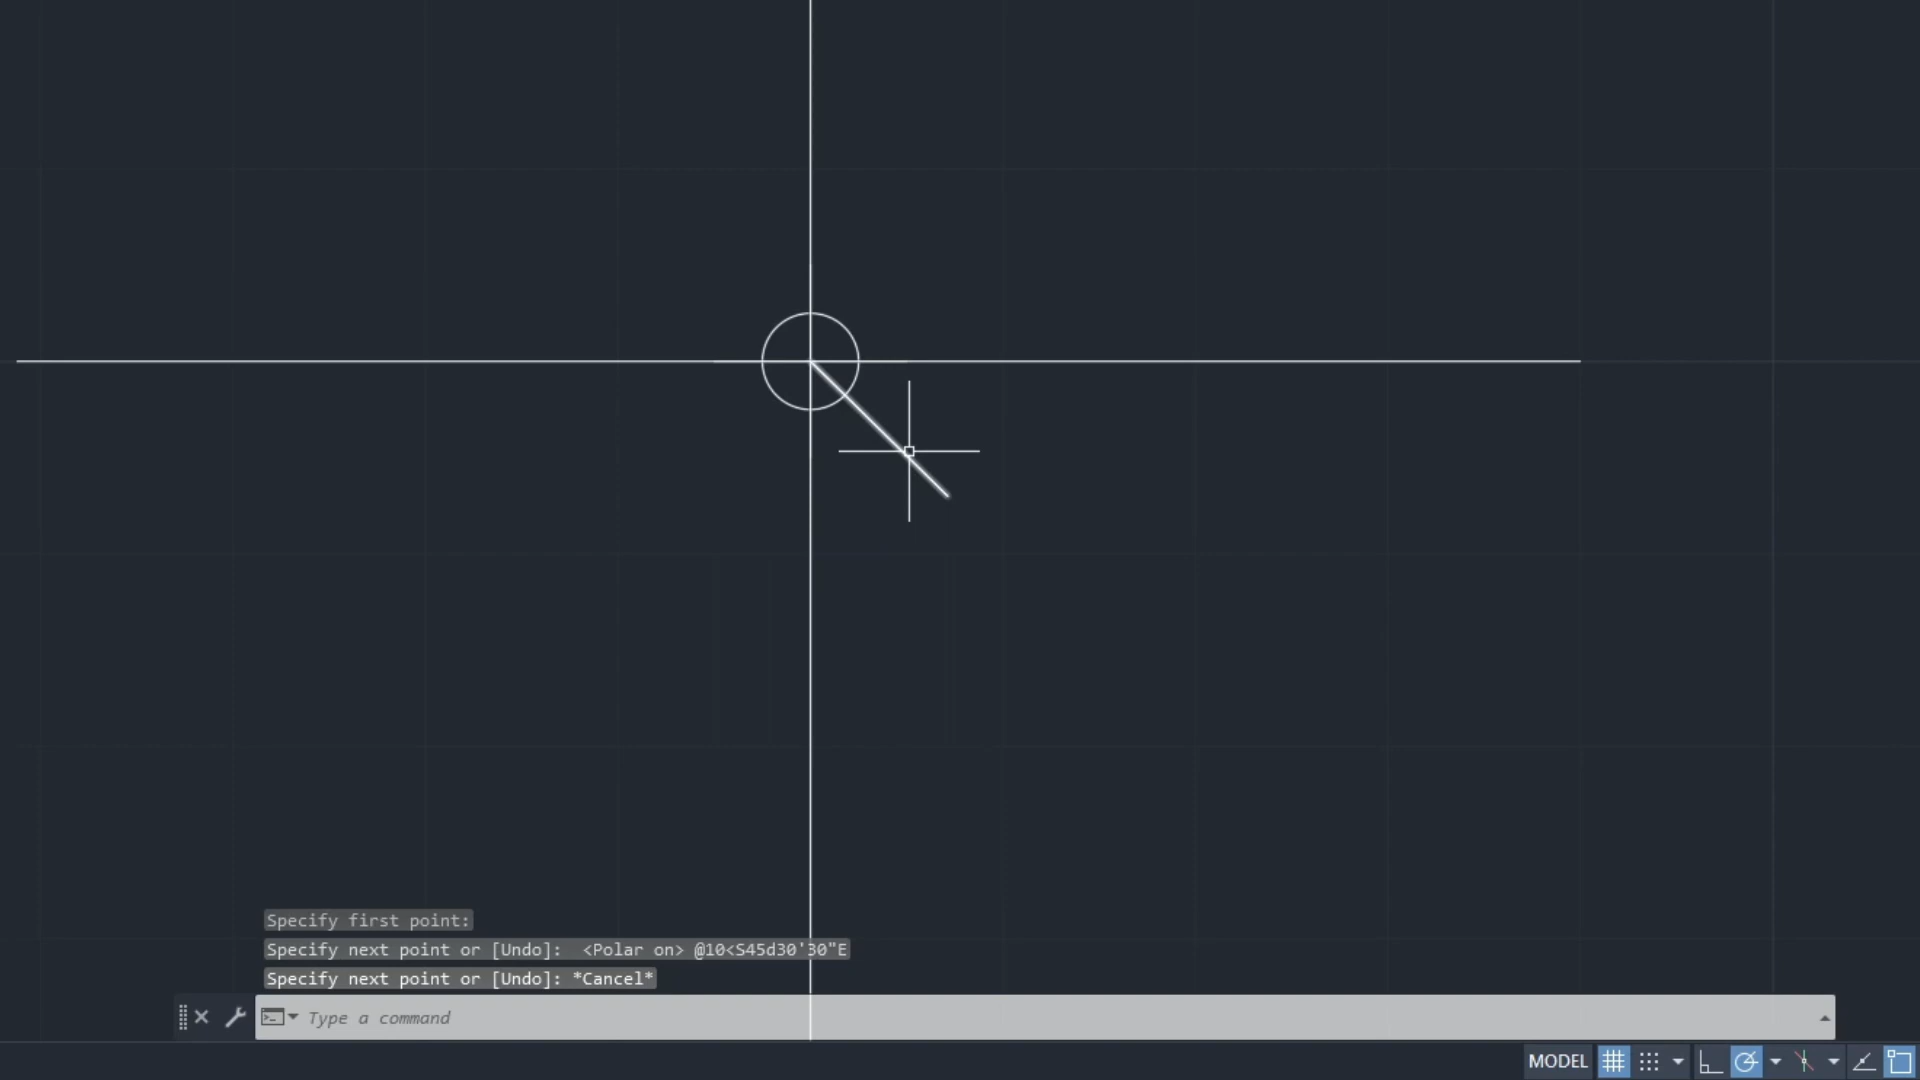 Specify first point:
Specify next point or [Undo]:  <Polar on> @10<S45d30'30"E
Specify next point or [Undo]: *Cancel*
Type a command
MODEL